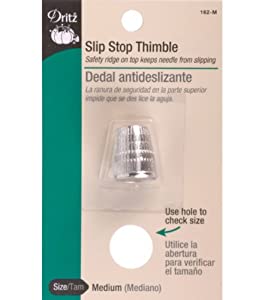 162-M
Dritz
Slip Stop Thimble
Safety ridge on top keeps needle from slipping
Dedal antideslizante
La ranura de seguridad en la parte superior
impide que se des lice la aguja.
Use hole to
check size
Utilice la
abertura
para verificar
el tamaño
Size/Tam
Medium (Mediano)